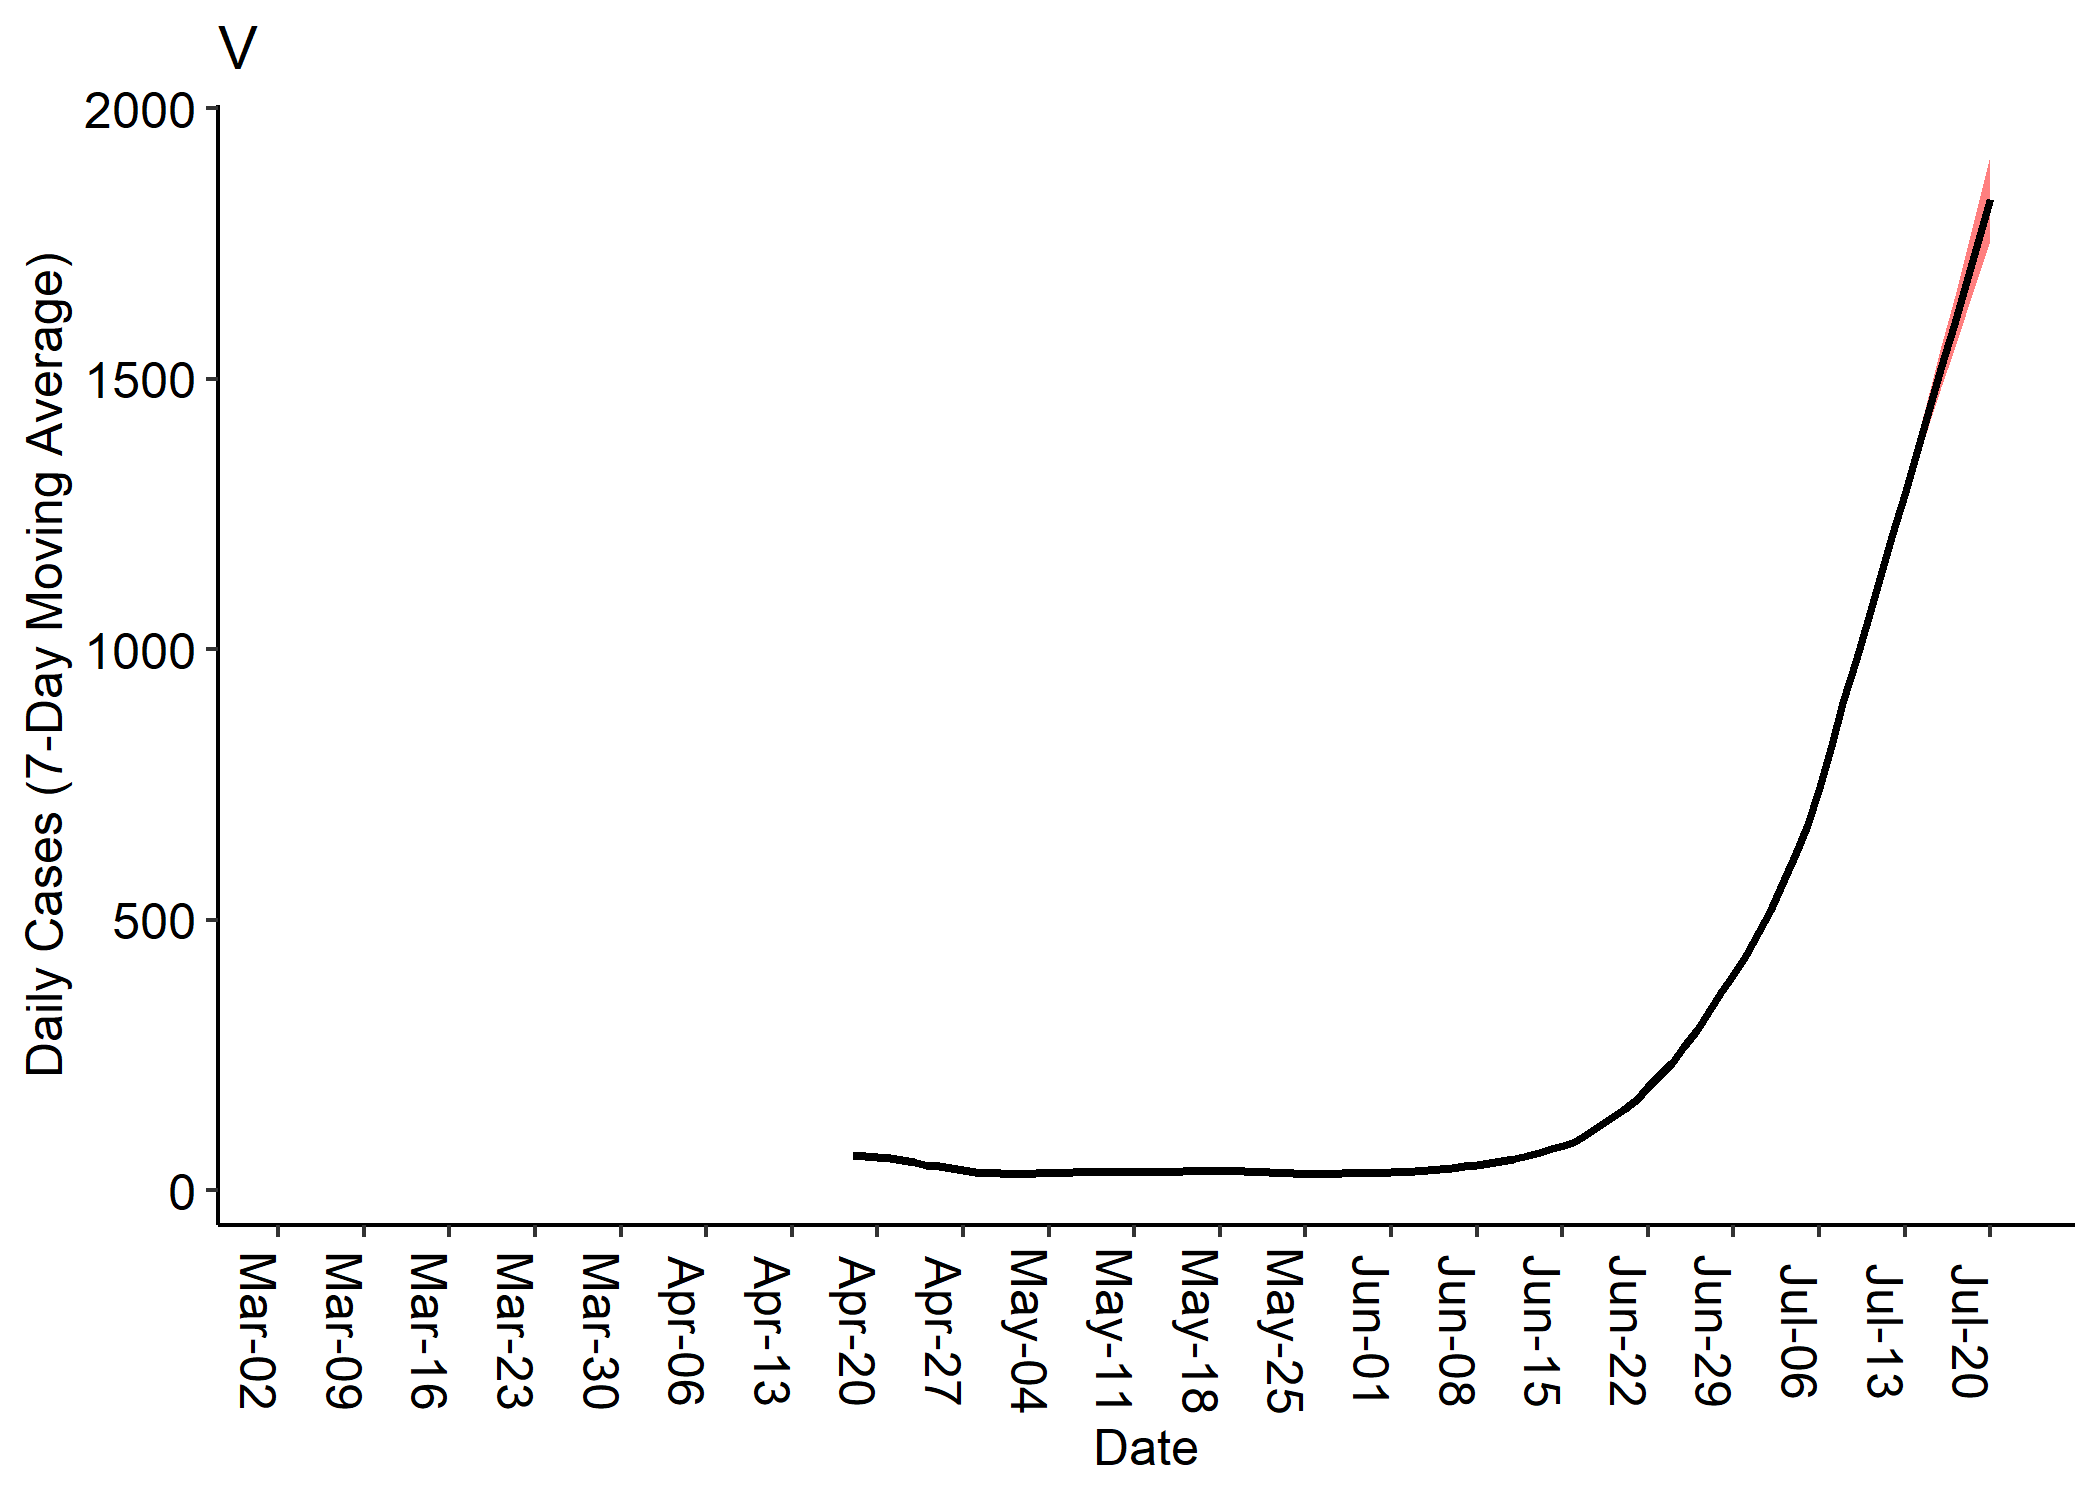 V
Daily Cases (7-Day Moving Average)
2000
1500
1000
500
0
Mar-02
Mar-09
Mar-16
Mar-23
Mar-30
Apr-06
Apr-13
Apr-20
Apr-27
May-04
May-11
May-18
May-25
Jun-01
Jun-08
Jun-15
Jun-22
Jun-29
Jul-06
Jul-13
Jul-20
Date